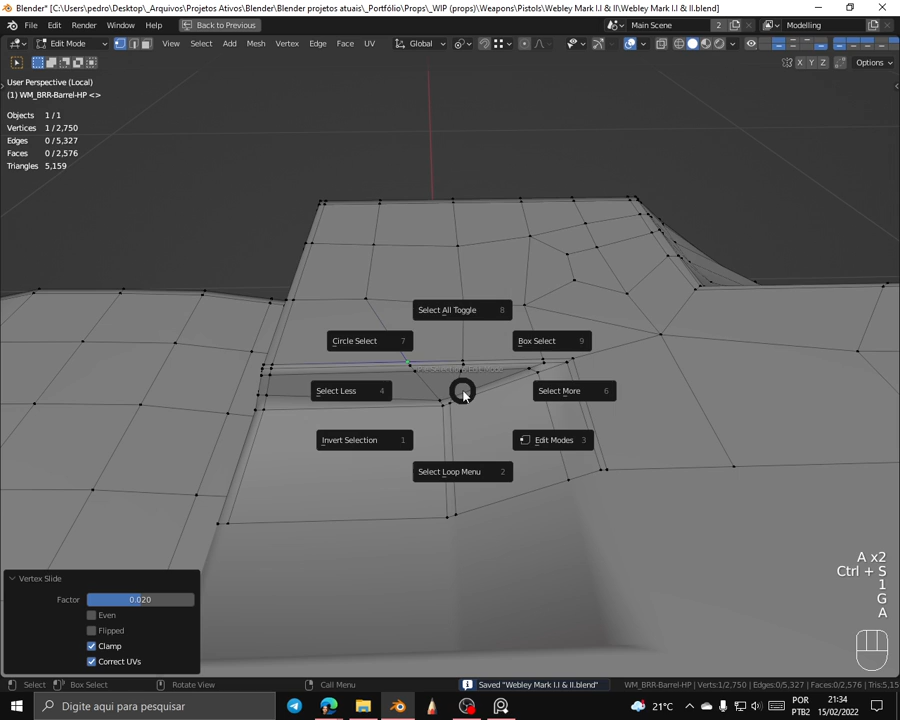 Blender* [C:\Users\pedro\Desktop\_Arquivos\Projetos Ativos\Blender\Blender projetos atuais\_Portfólio\Props\_WIP (props)\Weapons\Pistols\Webley Mark I.I & II\Webley Mark I.I & II.blend]
File Edit Render Window Help Back to Previous Main Scene 2 Modelling
Edit Mode View Select Add Mesh Vertex Edge Face UV Global
X Y Z Options
User Perspective (Local)
(1) WM_BRR-Barrel-HP <>
Objects 1/1
Vertices 1/2,750
Edges 0/5,327
Faces 0/2,576
Triangles 5,159
Select All Toggle 8
Circle Select 7
Box Select 9
Select Less 4
Select More 6
Invert Selection 1
Edit Modes 3
Select Loop Menu 2
A x2
Ctrl + S
1
G
A
Vertex Slide
Factor 0.020
Even
Flipped
Clamp
Correct UVs
Select Box Select Rotate View Call Menu Saved "Webley Mark I.I & II.blend" WM_BRR-Barrel-HP | Verts:1/2,750 | Edges:0/5,327 | Faces:0/2,576 | Tris:5,15
Digite aqui para pesquisar
21°C
POR
PTB2
21:34
15/02/2022